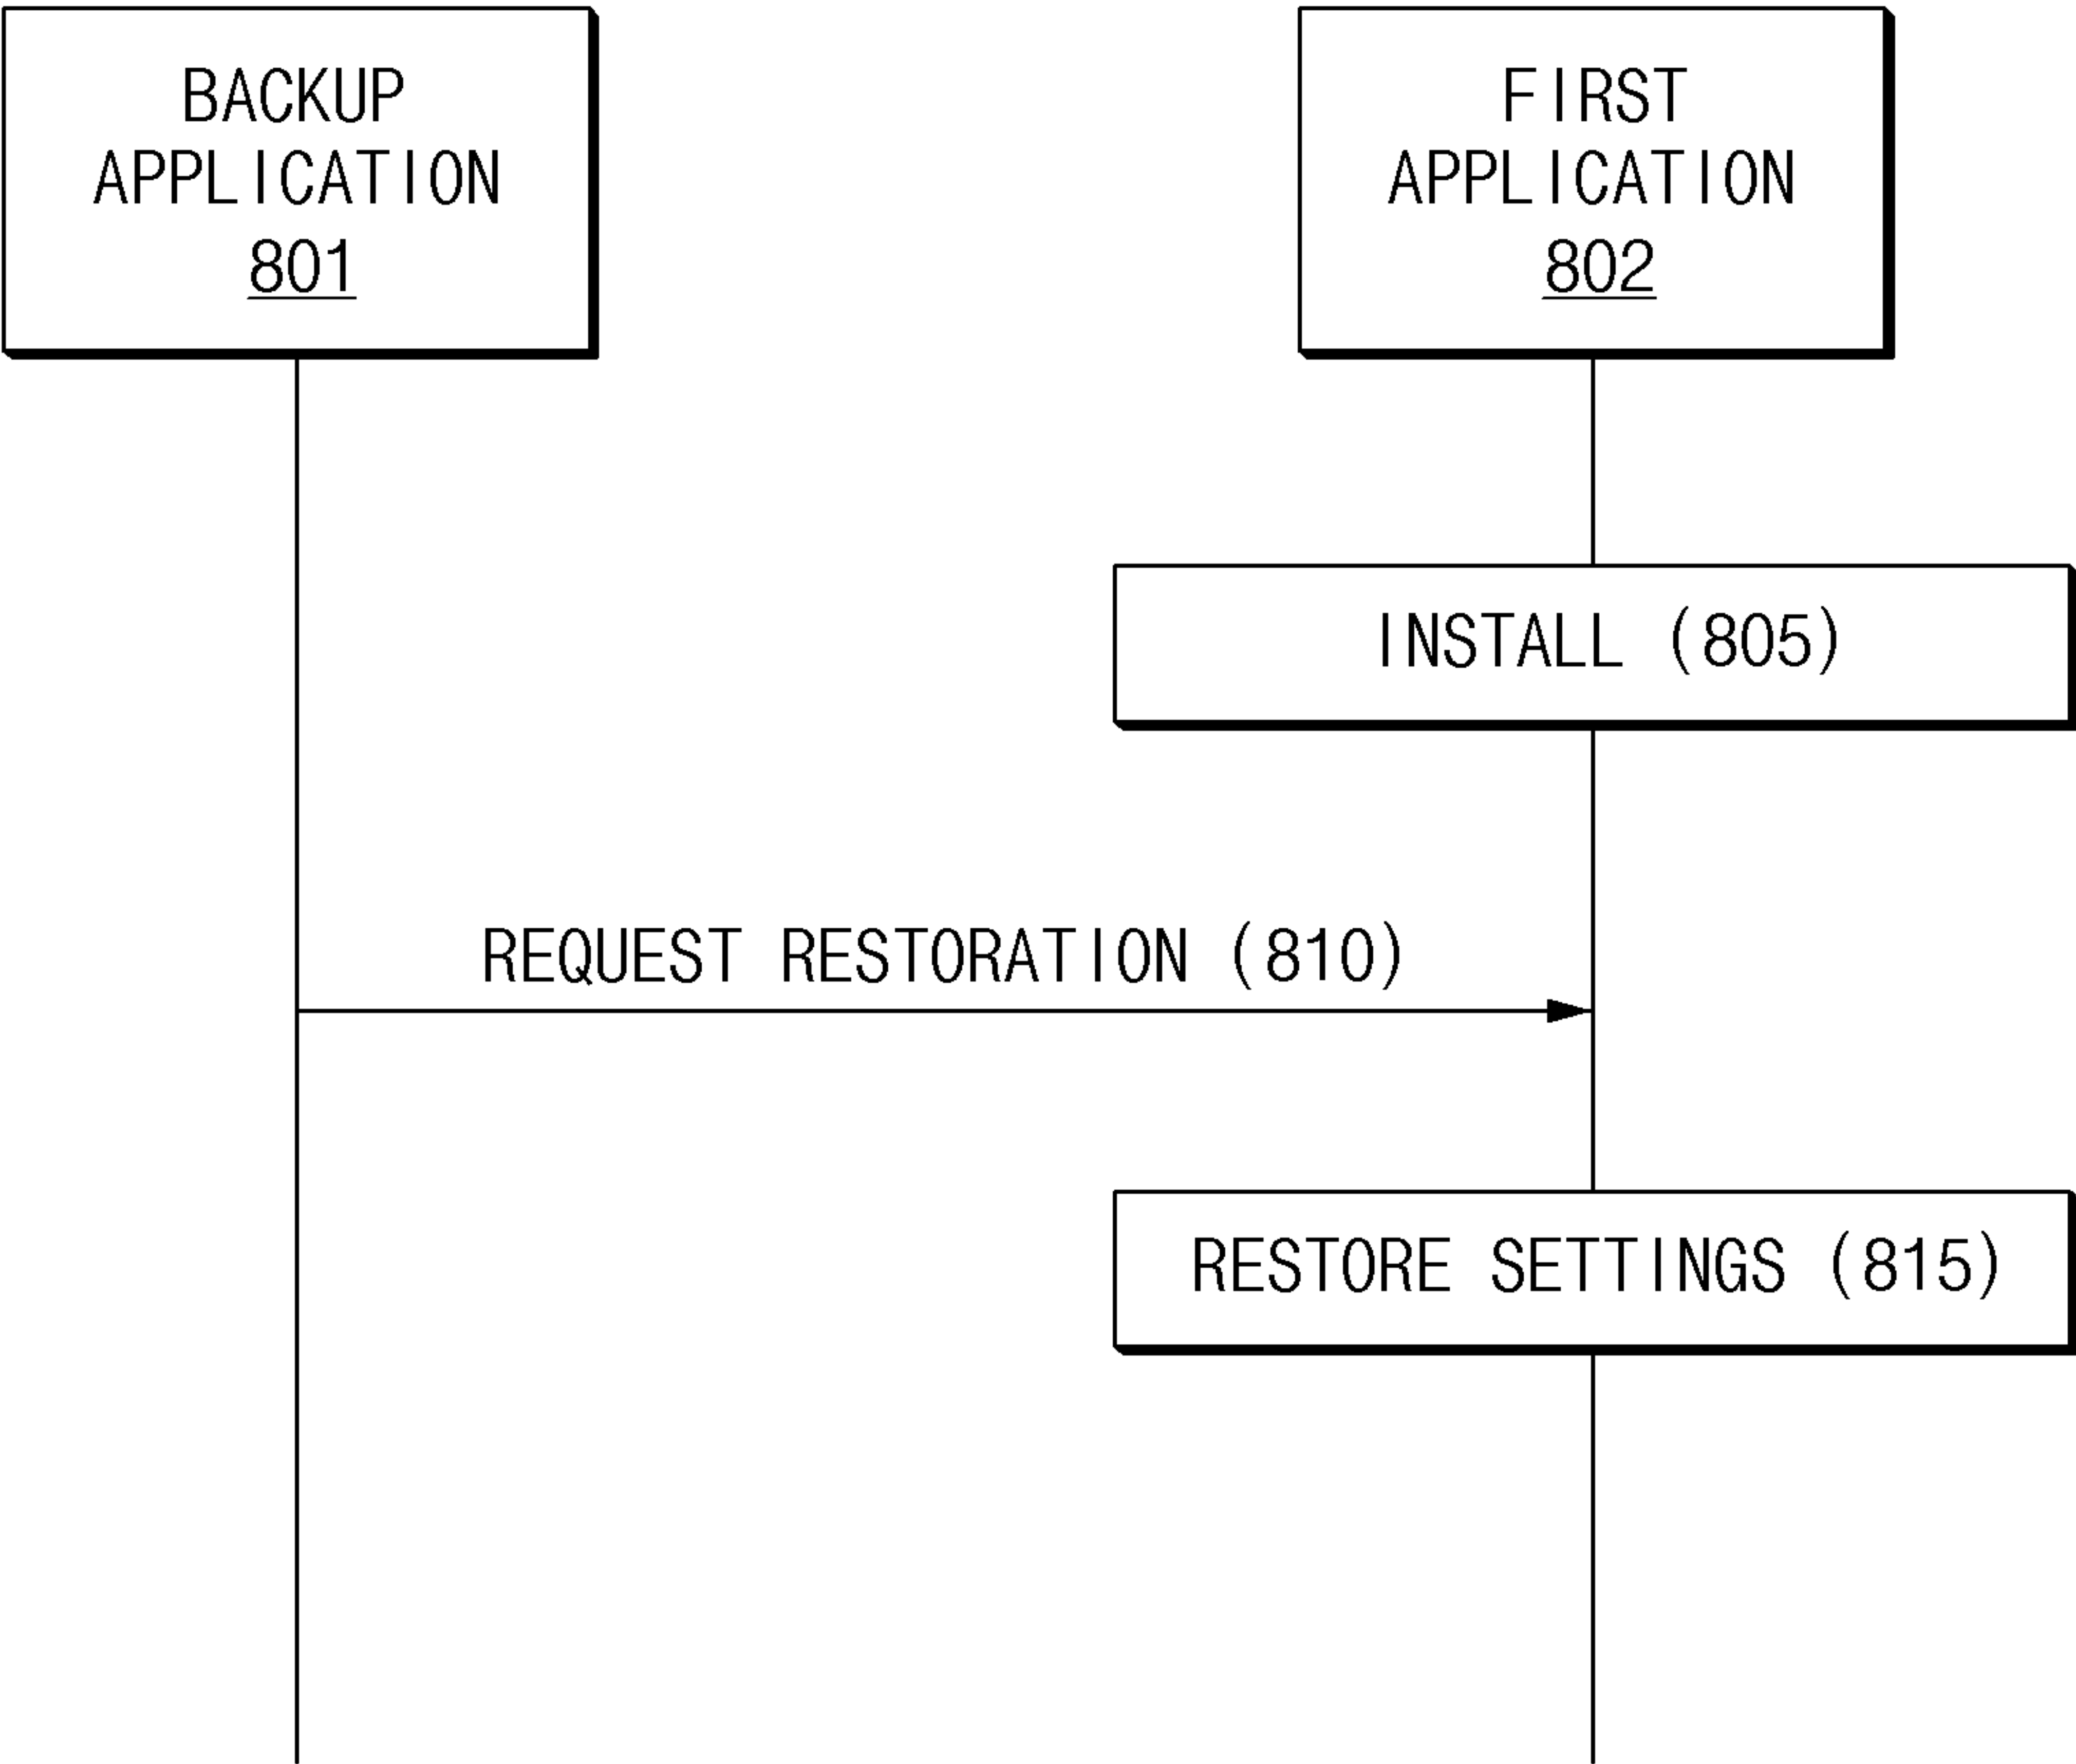 BACKUP
APPLICATION
801
FIRST
APPLICATION
802
INSTALL (805)
REQUEST RESTORATION (810)
RESTORE SETTINGS (815)